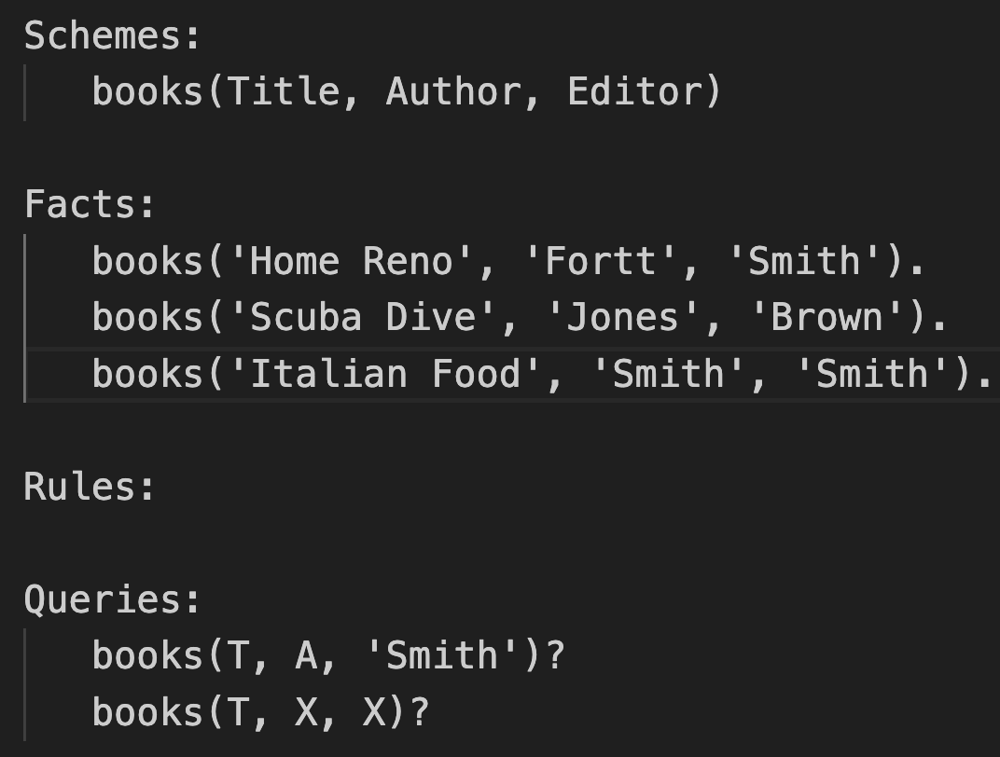 Schemes:
books(Title, Author, Editor)
Facts:
books('Home Reno', 'Fortt', 'Smith').
books('Scuba Dive', 'Jones', 'Brown').
books('Italian Food', 'Smith', 'Smith').
Rules:
Queries:
books(T, A, 'Smith')?
books(T, X, X)?